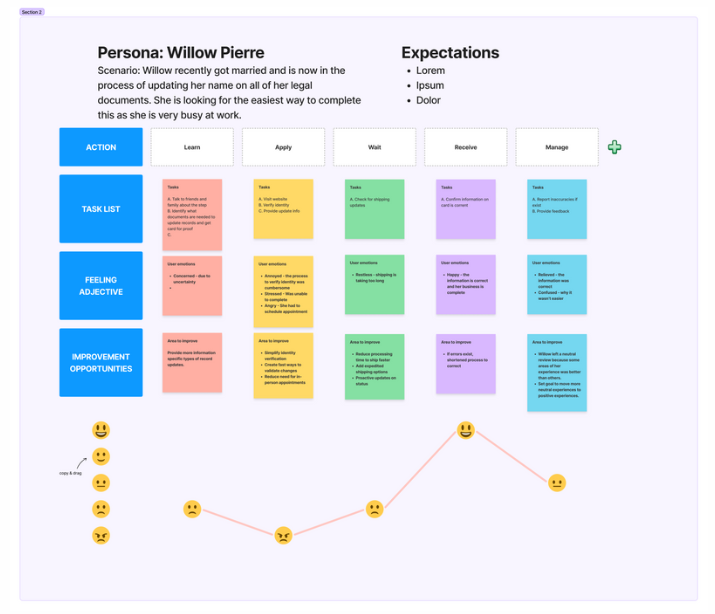 Section 2
Persona: Willow Pierre
Scenario: Willow recently got married and is now in the
process of updating her name on all of her legal
documents. She is looking for the easiest way to complete
this as she is very busy at work.
Expectations
• Lorem
• Ipsum
• Dolor
ACTION
Learn
Apply
Wait
Receive
Manage
TASK LIST
Tasks
A. Talk to friends and
family about the step
B. Identify what
documents are needed to
update records and get
card for proof
C.
Tasks
A. Visit website
B. Verify identity
C. Provide update info
Tasks
A. Check for shipping
updates
Tasks
A. Confirm information on
card is current
Tasks
A. Report inaccuracies if
exist
B. Provide feedback
FEELING
ADJECTIVE
User emotions
• Concerned - due to
uncertainty
•
User emotions
• Annoyed - the process
to verify identity was
cumbersome
• Stressed - Was unable
to complete
• Angry - She had to
schedule appointment
User emotions
• Restless - shipping is
taking too long
User emotions
• Happy - the
information is correct
and her business is
complete
User emotions
• Relieved - the
information was
correct
• Confused - why it
wasn't easier
IMPROVEMENT
OPPORTUNITIES
Area to improve
Provide more information
specific types of record
updates.
Area to improve
• Simplify identity
verification
• Create fast ways to
validate changes
• Reduce need for in-
person appointments
Area to improve
• Reduce processing
time to ship faster
• Add expedited
shipping options
• Proactive updates on
status
Area to improve
• If errors exist,
shortened process to
correct
Area to improve
• Willow left a neutral
review because some
areas of her
experience was better
than others.
• Set goal to move more
neutral experiences to
positive experiences.
copy & drag